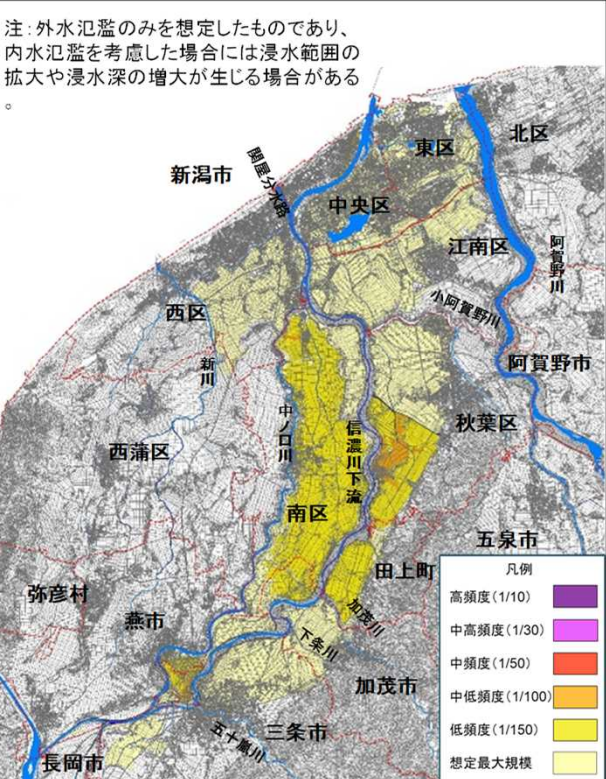 注:外水氾濫のみを想定したものであり、
内水氾濫を考慮した場合には浸水範囲の
拡大や浸水深の増大が生じる場合がある
。
北区
東区
関屋分水路
新潟市
中央区
江南区
阿賀野川
小阿賀野川
西区
阿賀野市
新川
中ノ口川
信濃川下流
秋葉区
西蒲区
南区
五泉市
田上町
弥彦村
燕市
加茂川
下条川
加茂市
三条市
五十嵐川
長岡市
凡例
高頻度(1/10)
中高頻度(1/30)
中頻度(1/50)
中低頻度(1/100)
低頻度(1/150)
想定最大規模